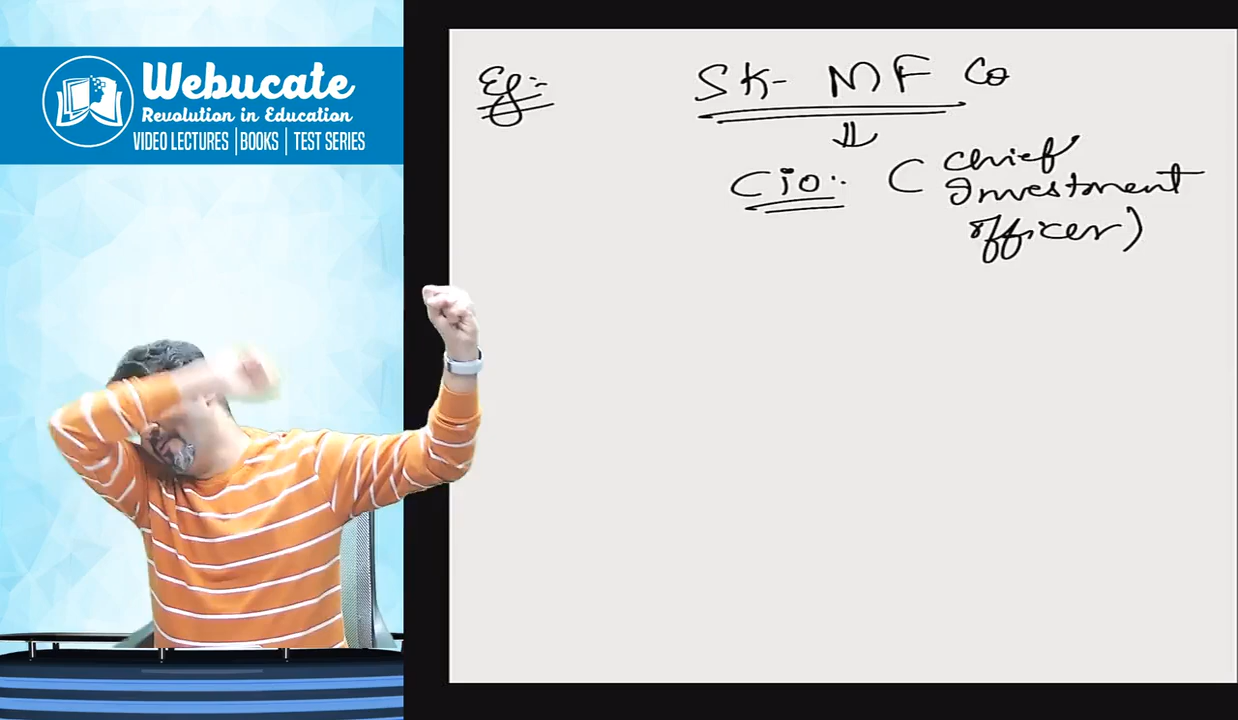 Webucate
Revolution in Education
VIDEO LECTURES | BOOKS | TEST SERIES
Eg:-
SK- MF Co
CIO:- (Chief
Investment
officer)